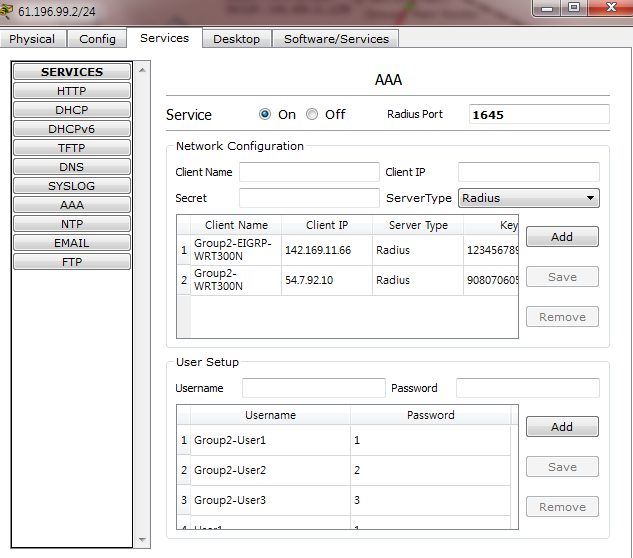 61.196.99.2/24
Physical Config Services Desktop Software/Services
SERVICES
HTTP
DHCP
DHCPv6
TFTP
DNS
SYSLOG
AAA
NTP
EMAIL
FTP
AAA
Service On Off Radius Port 1645
Network Configuration
Client Name Client IP
Secret ServerType Radius
Client Name Client IP Server Type Key
1 Group2-EIGRP-WRT300N 142.169.11.66 Radius 123456789
2 Group2-WRT300N 54.7.92.10 Radius 908070605
Add
Save
Remove
User Setup
Username Password
Username Password
1 Group2-User1 1
2 Group2-User2 2
3 Group2-User3 3
4 User1 1
Add
Save
Remove